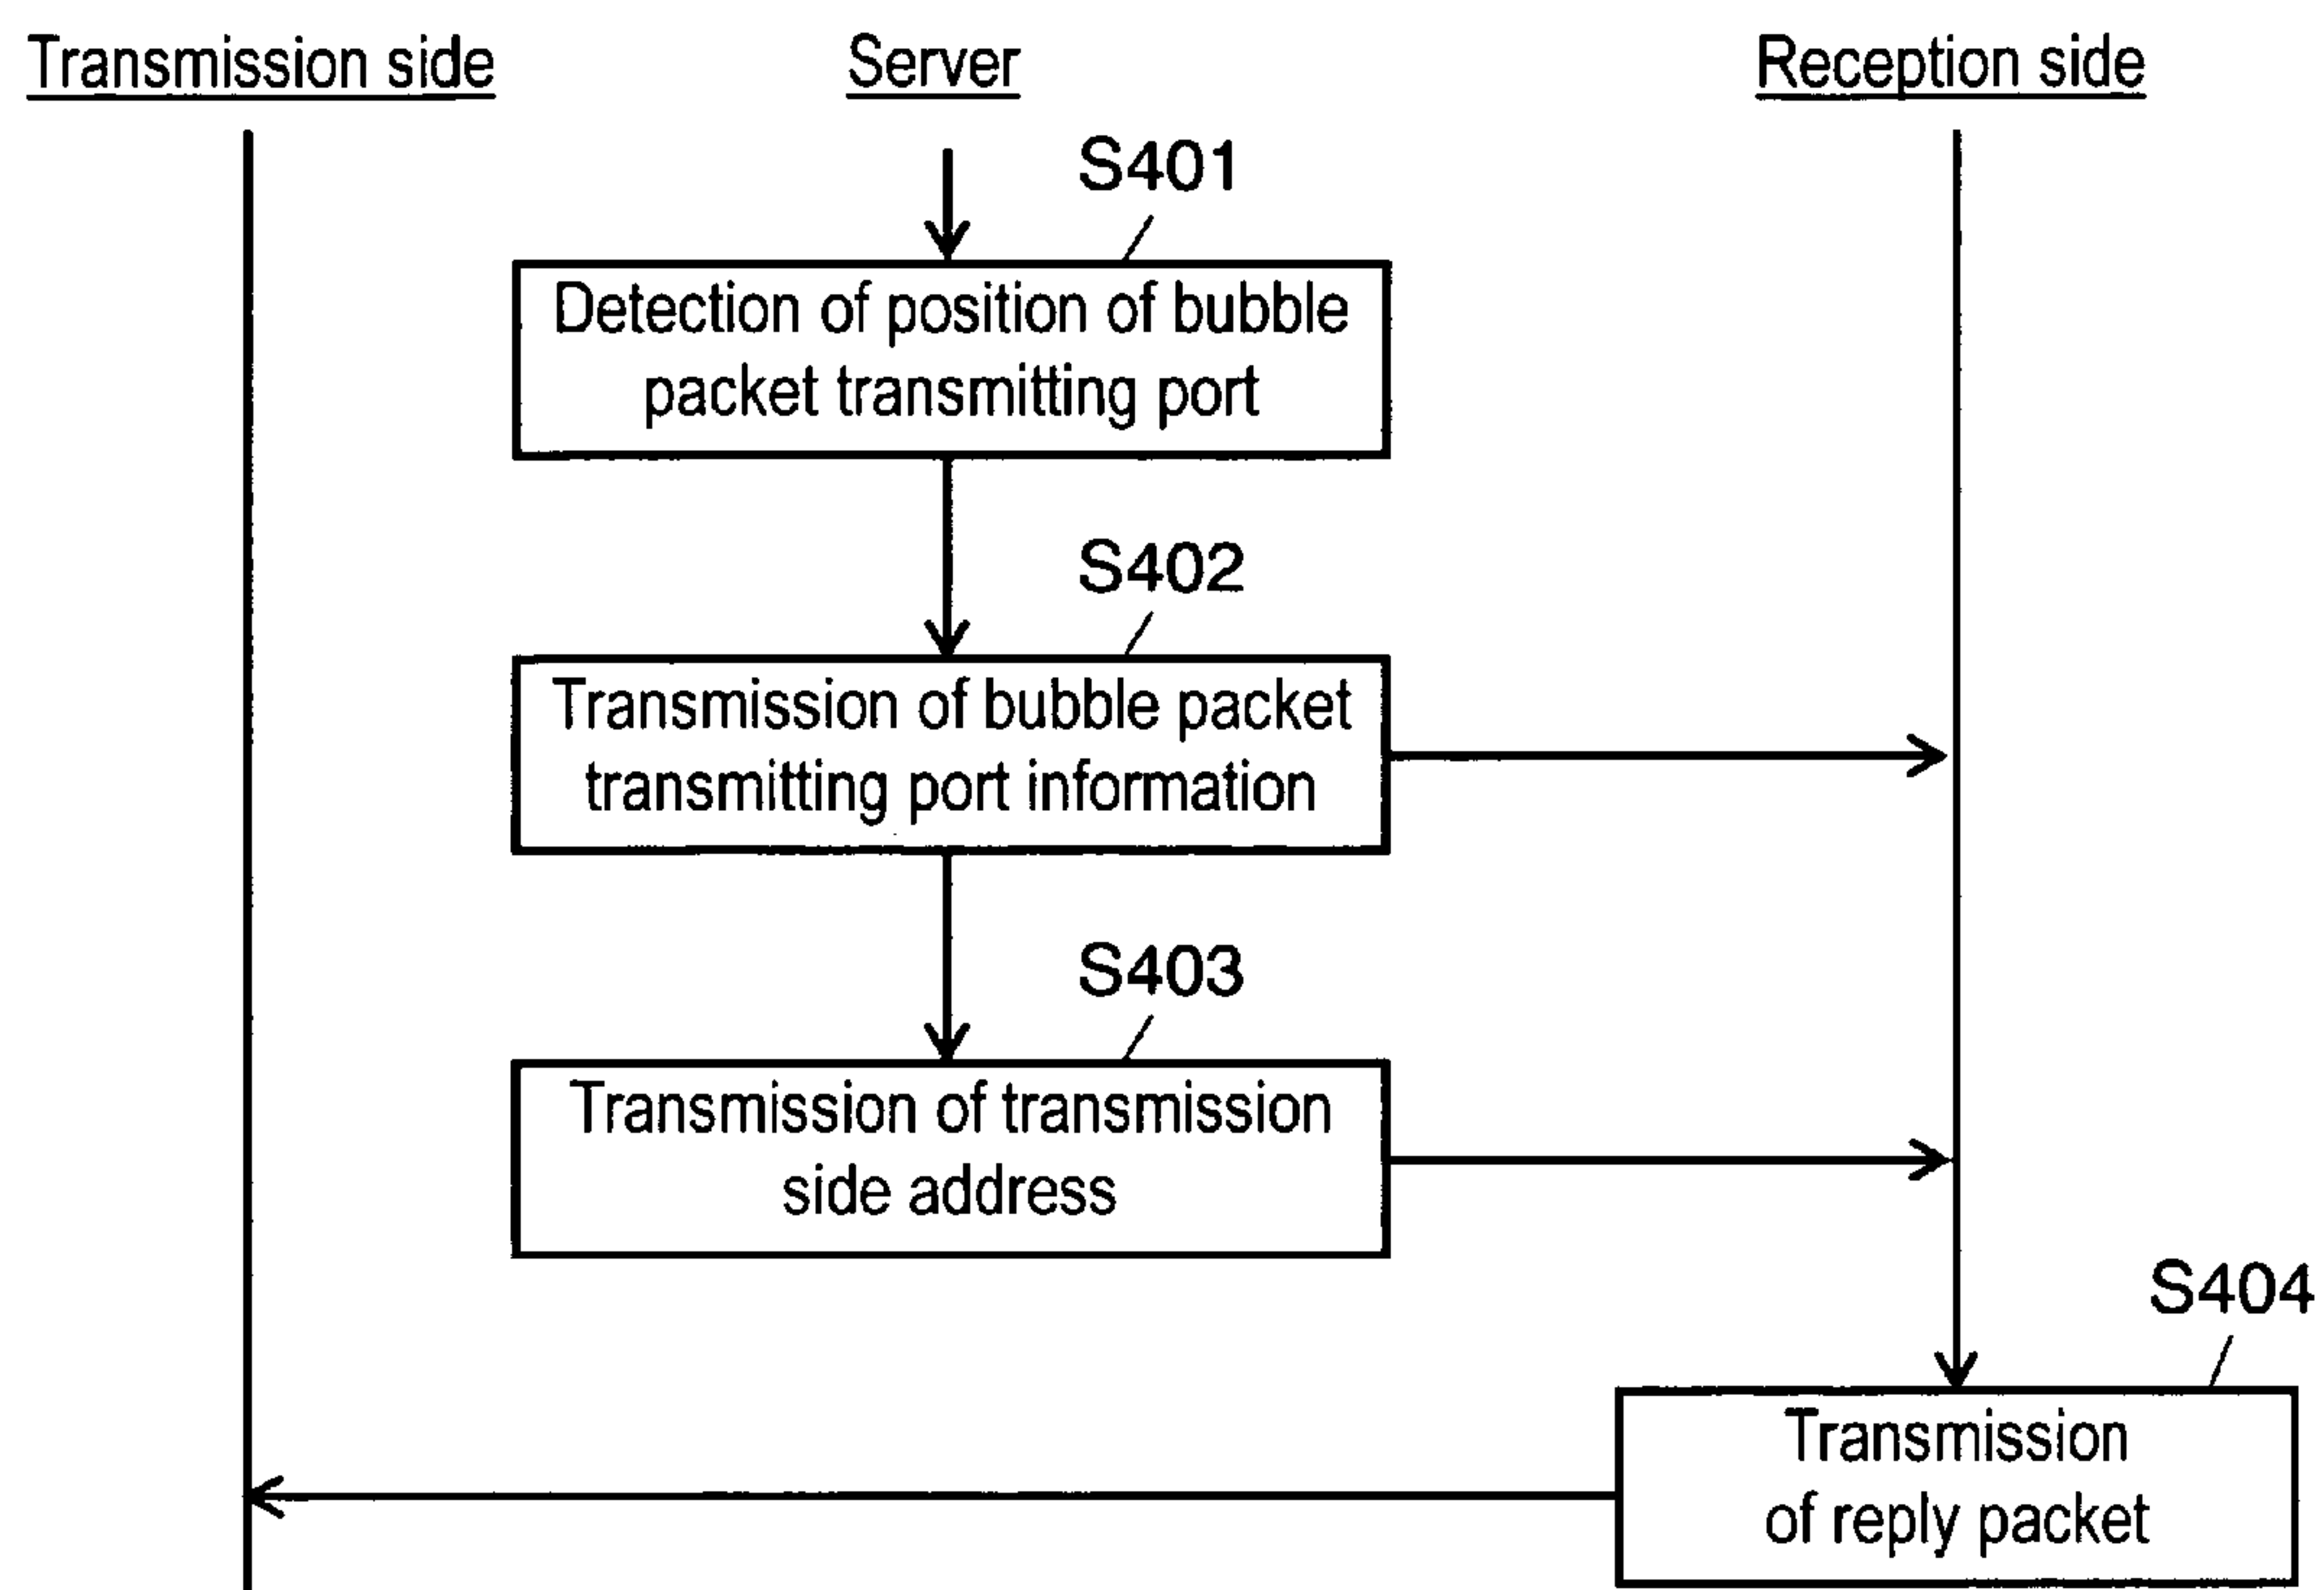 Transmission side
Server
Reception side
S401
Detection of position of bubble
packet transmitting port
S402
Transmission of bubble packet
transmitting port information
S403
Transmission of transmission
side address
S404
Transmission
of reply packet